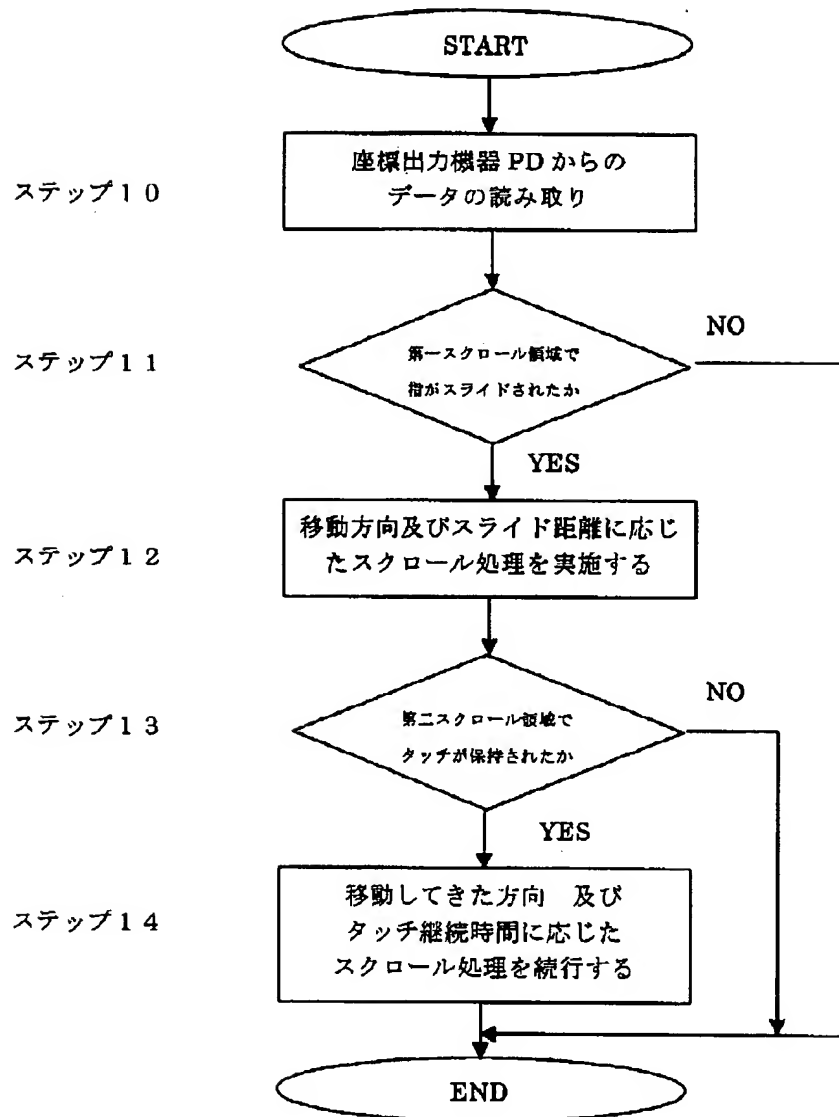 START
ステップ10
座標出力機器 PD からの
データの読み取り
ステップ11
第一スクロール領域で
指がスライドされたか
NO
YES
ステップ12
移動方向及びスライド距離に応じ
たスクロール処理を実施する
ステップ13
第二スクロール領域で
タッチが保持されたか
NO
YES
ステップ14
移動してきた方向 及び
タッチ継続時間に応じた
スクロール処理を続行する
END